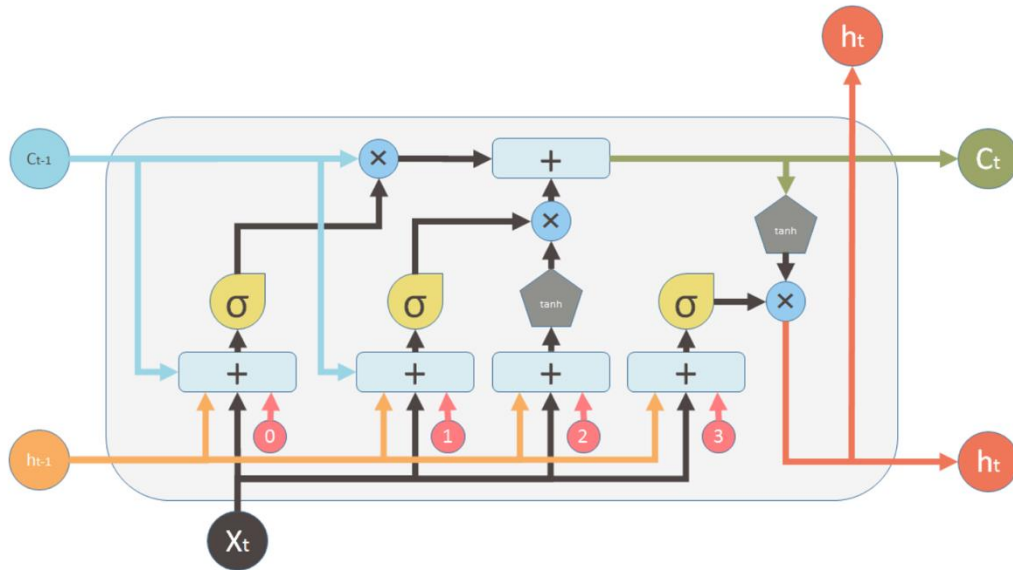 ht
Ct-1
×
+
Ct
×
tanh
σ
σ
tanh
σ
×
+
+
+
+
0
1
2
3
ht-1
ht
Xt